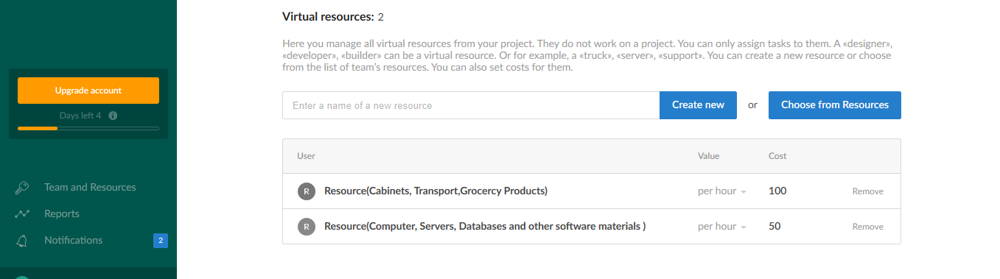 Virtual resources: 2
Here you manage all virtual resources from your project. They do not work on a project. You can only assign tasks to them. A «designer»,
«developer», «builder» can be a virtual resource. Or for example, a «truck», «server», «support». You can create a new resource or choose
from the list of team's resources. You can also set costs for them.
Upgrade account
Days left 4
Enter a name of a new resource
Create new
or
Choose from Resources
User Value Cost
R Resource(Cabinets, Transport,Grocercy Products) per hour 100 Remove
R Resource(Computer, Servers, Databases and other software materials ) per hour 50 Remove
Team and Resources
Reports
Notifications 2